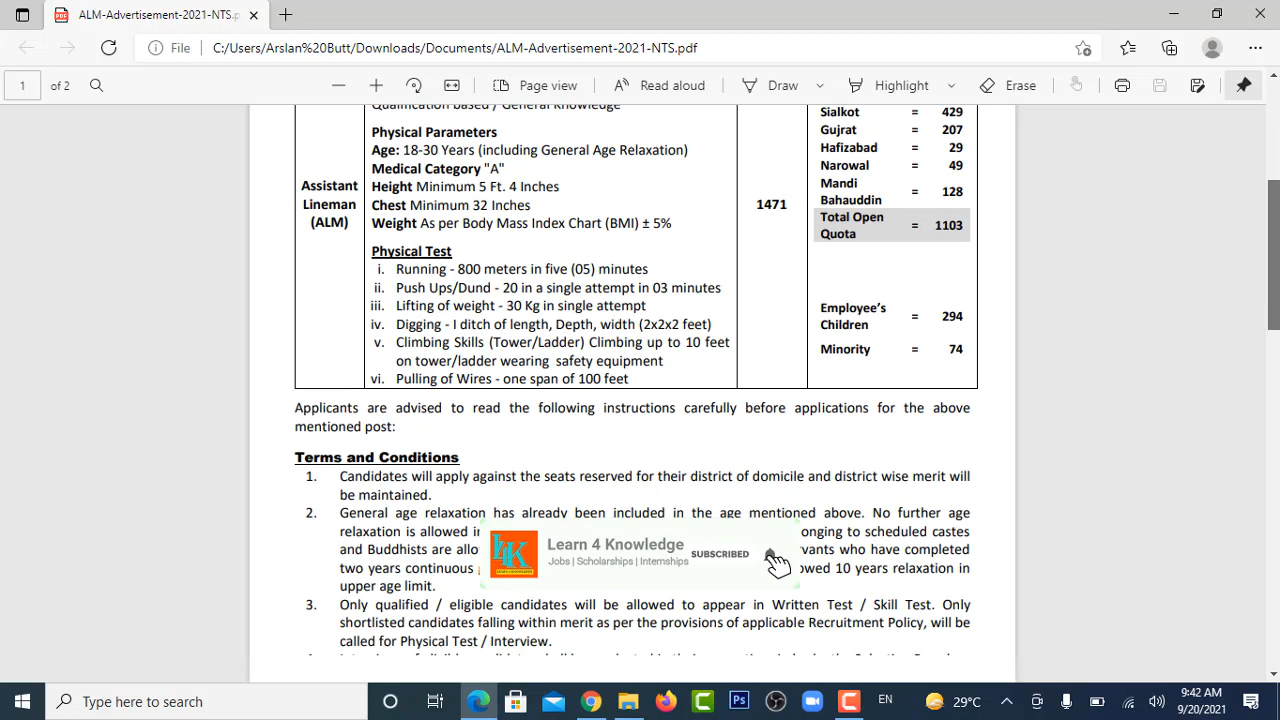 ALM-Advertisement-2021-NTS.p
File C:/Users/Arslan%20Butt/Downloads/Documents/ALM-Advertisement-2021-NTS.pdf
1 of 2 Page view Read aloud Draw Highlight Erase
Qualification based / General Knowledge
Physical Parameters
Age: 18-30 Years (including General Age Relaxation)
Medical Category "A"
Height Minimum 5 Ft. 4 Inches
Chest Minimum 32 Inches
Weight As per Body Mass Index Chart (BMI) ± 5%
Physical Test
i. Running - 800 meters in five (05) minutes
ii. Push Ups/Dund - 20 in a single attempt in 03 minutes
iii. Lifting of weight - 30 Kg in single attempt
iv. Digging - I ditch of length, Depth, width (2x2x2 feet)
v. Climbing Skills (Tower/Ladder) Climbing up to 10 feet
on tower/ladder wearing safety equipment
vi. Pulling of Wires - one span of 100 feet
Assistant
Lineman
(ALM)
1471
Sialkot = 429
Gujrat = 207
Hafizabad = 29
Narowal = 49
Mandi
Bahauddin = 128
Total Open
Quota = 1103
Employee's
Children = 294
Minority = 74
Applicants are advised to read the following instructions carefully before applications for the above
mentioned post:
Terms and Conditions
1. Candidates will apply against the seats reserved for their district of domicile and district wise merit will
be maintained.
2. General age relaxation has already been included in the age mentioned above. No further age
relaxation is allowed in onging to scheduled castes
and Buddhists are allo vants who have completed
two years continuous owed 10 years relaxation in
upper age limit.
L4K
Learn 4 Knowledge
Jobs | Scholarships | Internships
SUBSCRIBED
3. Only qualified / eligible candidates will be allowed to appear in Written Test / Skill Test. Only
shortlisted candidates falling within merit as per the provisions of applicable Recruitment Policy, will be
called for Physical Test / Interview.
Type here to search
Ps
EN
29°C
9:42 AM
9/20/2021